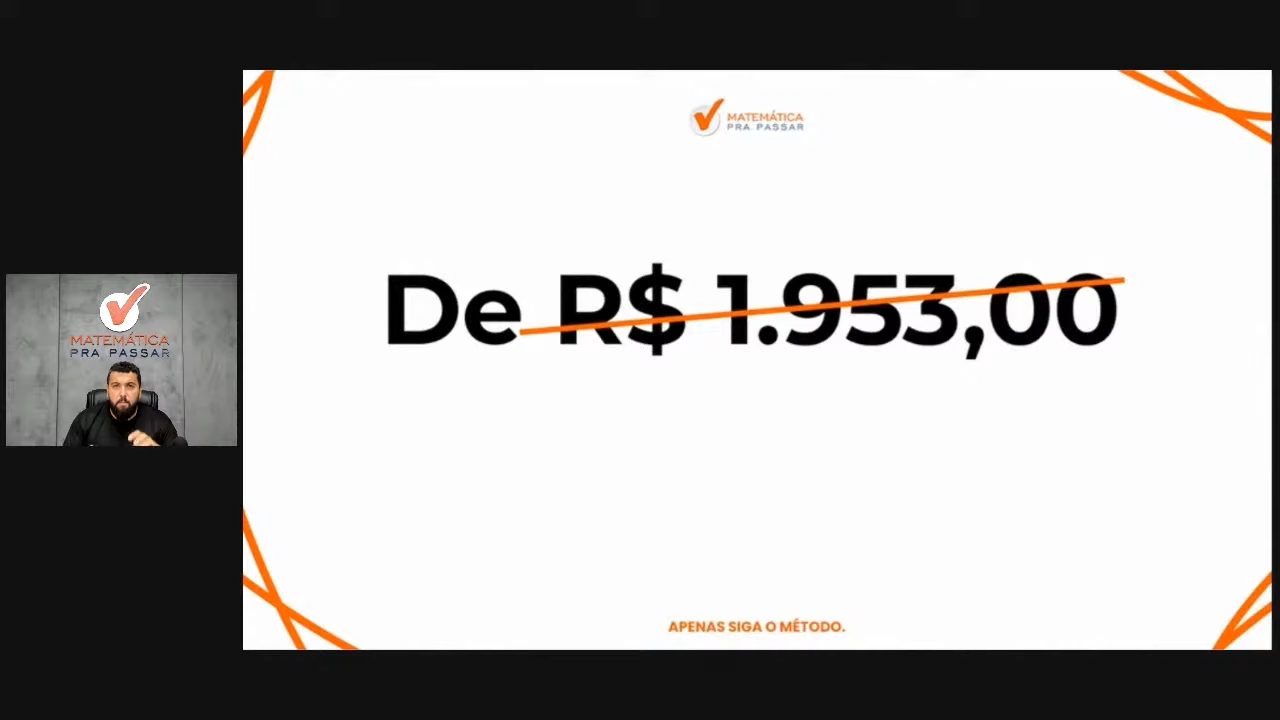 MATEMÁTICA
PRA PASSAR
De R$ 1.953,00
MATEMÁTICA
PRA PASSAR
APENAS SIGA O MÉTODO.